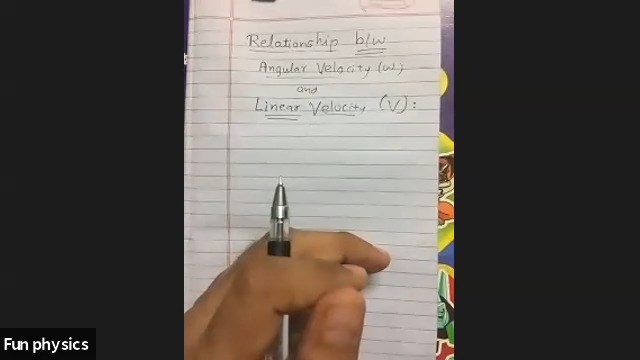 Relationship b/w
Angular Velocity (ω)
and
Linear Velocity (V):
Fun physics